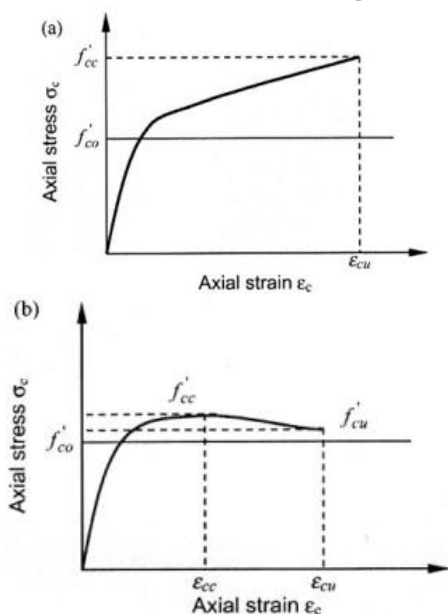 (a)
f'cc
Axial stress σc
f'co
εcu
Axial strain εc
(b)
f'cc
f'cu
Axial stress σc
f'co
εcc
εcu
Axial strain εc